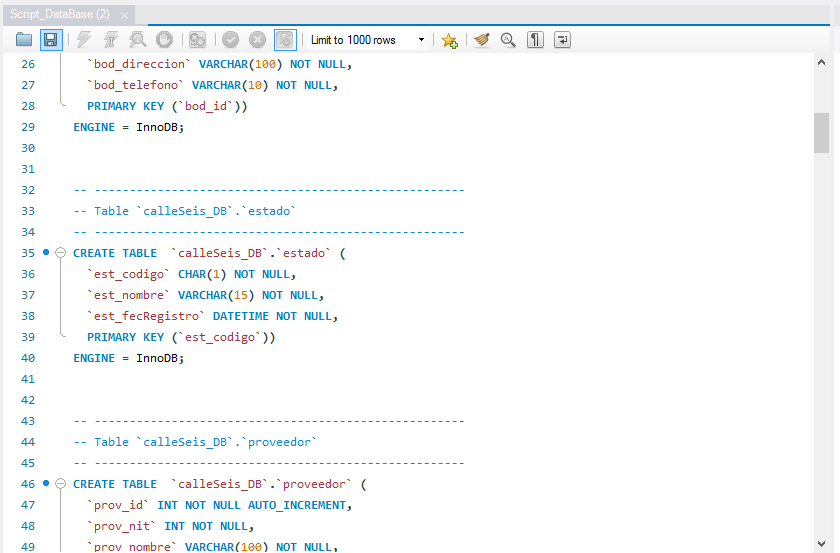 Script_DataBase (2) ×
Limit to 1000 rows
26 `bod_direccion` VARCHAR(100) NOT NULL,
27 `bod_telefono` VARCHAR(10) NOT NULL,
28 PRIMARY KEY (`bod_id`))
29 ENGINE = InnoDB;
30
31
32 -- -----------------------------------------------------
33 -- Table `calleSeis_DB`.`estado`
34 -- -----------------------------------------------------
35 CREATE TABLE  `calleSeis_DB`.`estado` (
36 `est_codigo` CHAR(1) NOT NULL,
37 `est_nombre` VARCHAR(15) NOT NULL,
38 `est_fecRegistro` DATETIME NOT NULL,
39 PRIMARY KEY (`est_codigo`))
40 ENGINE = InnoDB;
41
42
43 -- -----------------------------------------------------
44 -- Table `calleSeis_DB`.`proveedor`
45 -- -----------------------------------------------------
46 CREATE TABLE  `calleSeis_DB`.`proveedor` (
47 `prov_id` INT NOT NULL AUTO_INCREMENT,
48 `prov_nit` INT NOT NULL,
49 `prov_nombre` VARCHAR(100) NOT NULL,